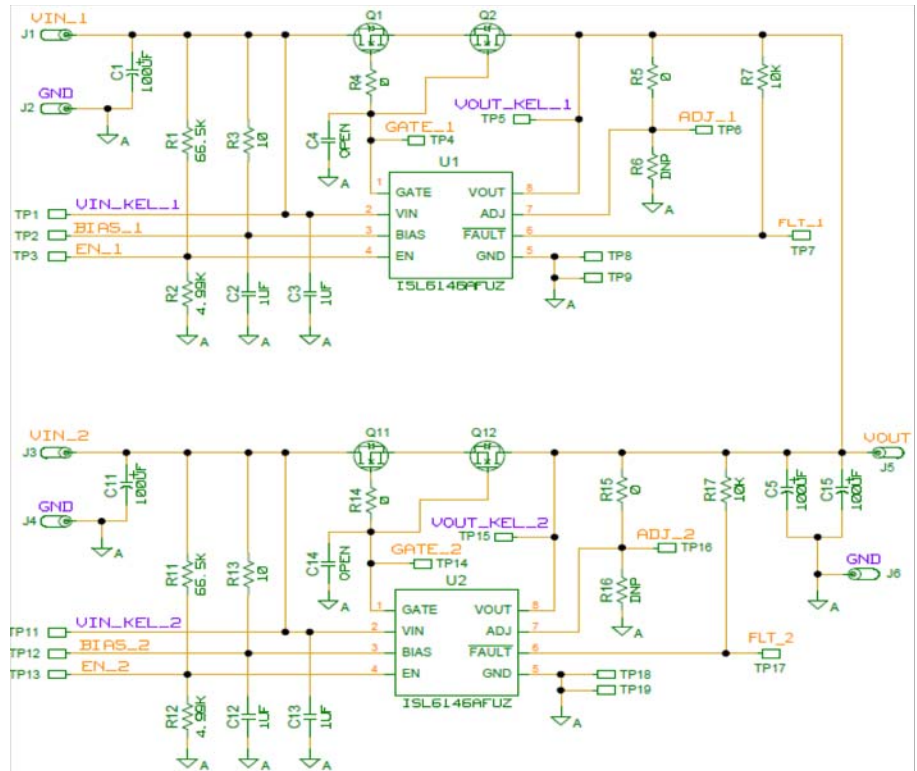 VIN_1
Q1
Q2
J1
C1
100UF
GND
J2
A
R1
66.5K
R3
10
R4
0
C4
OPEN
A
GATE_1
TP4
VOUT_KEL_1
TP5
R5
0
R7
10K
ADJ_1
TP6
R6
DNP
A
U1
1
GATE
VOUT
8
TP1
VIN_KEL_1
2
VIN
ADJ
7
TP2
BIAS_1
3
BIAS
FAULT
6
FLT_1
TP7
TP3
EN_1
4
EN
GND
5
TP8
TP9
A
ISL6146AFUZ
R2
4.99K
C2
1UF
C3
1UF
A
A
A
VIN_2
Q11
Q12
VOUT
J3
J5
C11
100UF
GND
J4
A
R11
66.5K
R13
10
R14
0
C14
OPEN
A
GATE_2
TP14
VOUT_KEL_2
TP15
R15
0
R17
10K
C5
100UF
C15
100UF
ADJ_2
TP16
R16
DNP
A
GND
J6
A
U2
1
GATE
VOUT
8
TP11
VIN_KEL_2
2
VIN
ADJ
7
TP12
BIAS_2
3
BIAS
FAULT
6
FLT_2
TP17
TP13
EN_2
4
EN
GND
5
TP18
TP19
A
ISL6146AFUZ
R12
4.99K
C12
1UF
C13
1UF
A
A
A